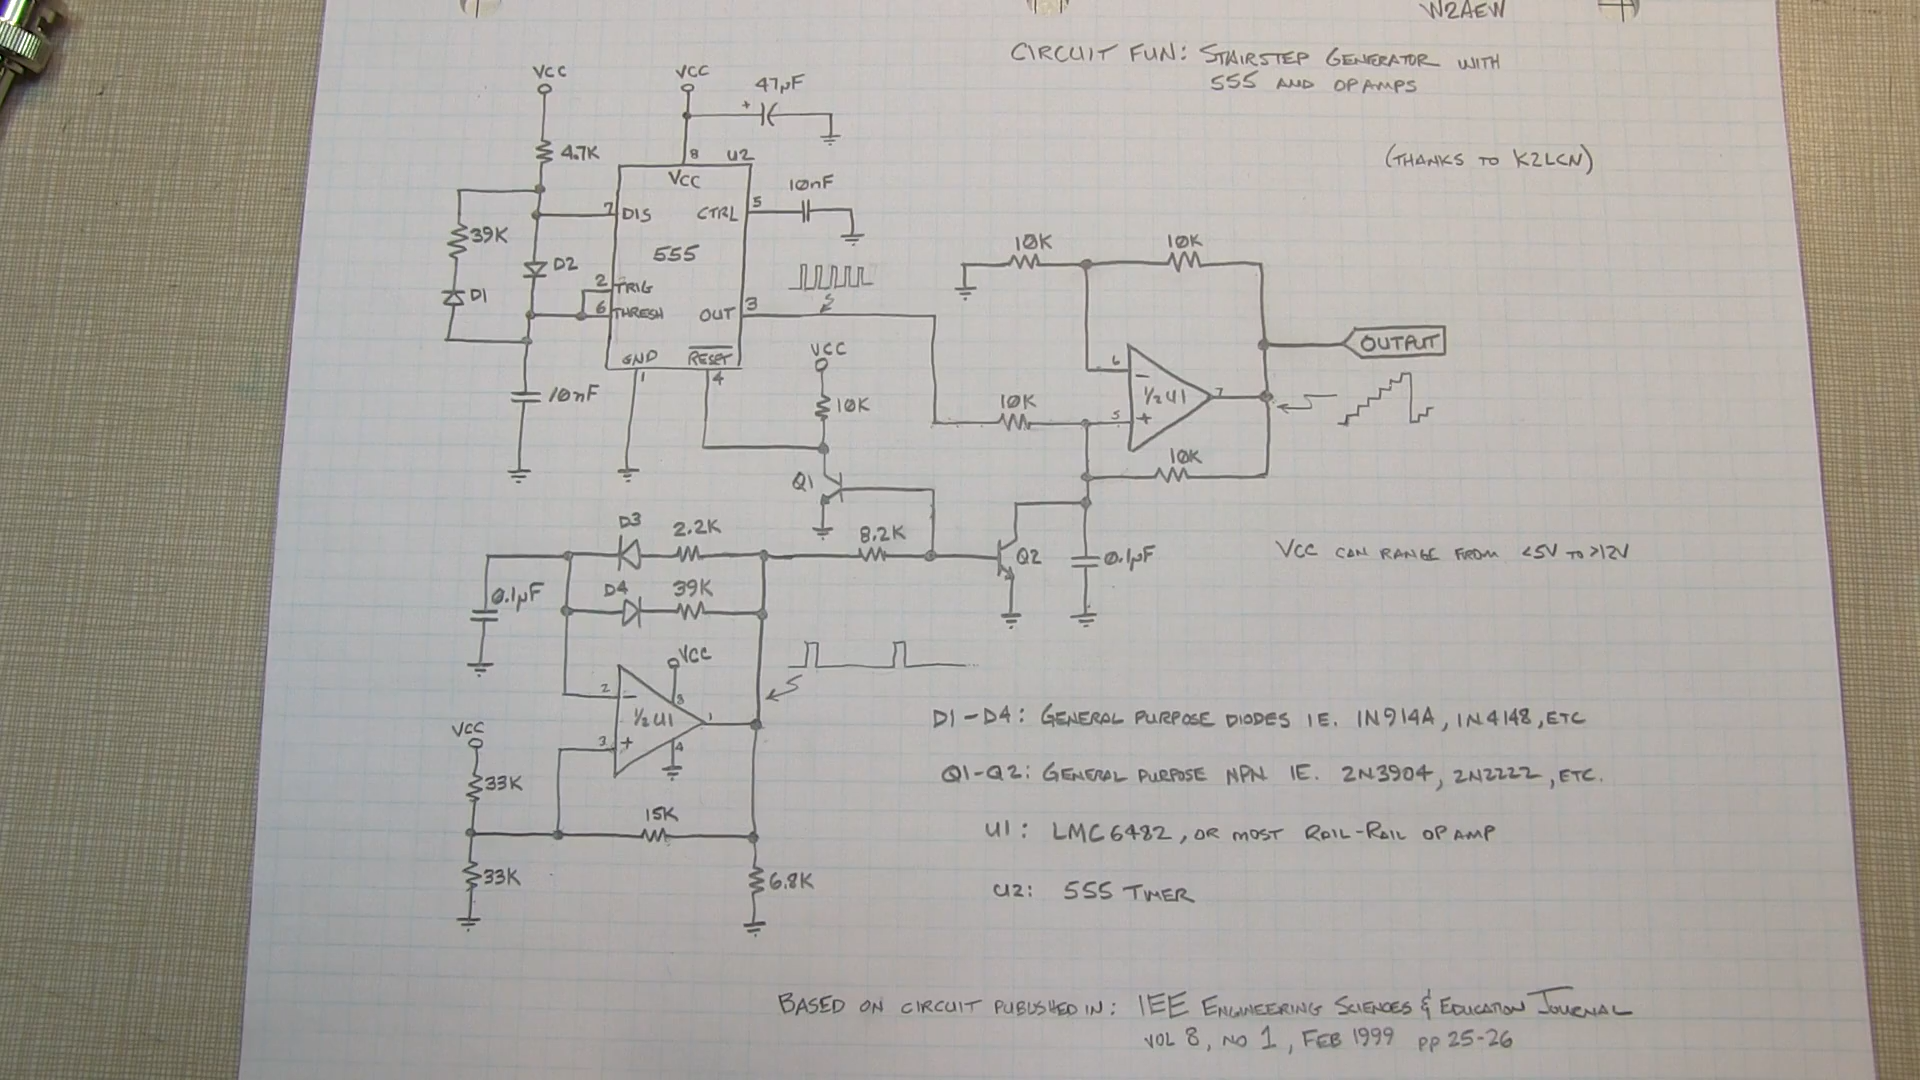 W2AEW
CIRCUIT FUN: STAIRSTEP GENERATOR WITH
555 AND OPAMPS
(THANKS TO K2LCN)
VCC
4.7K
39K
D1
D2
VCC
47µF
+
8
U2
VCC
7
DIS
CTRL
5
10nF
555
2
TRIG
6
THRESH
OUT
3
GND
RESET
1
4
10nF
VCC
10K
Q1
10K
10K
6
-
1/2 U1
7
5
+
10K
10K
OUTPUT
D3
2.2K
8.2K
Q2
0.1µF
VCC CAN RANGE FROM <5V TO >12V
0.1µF
D4
39K
VCC
2
-
8
1/2 U1
1
3
+
4
VCC
33K
15K
33K
6.8K
D1-D4: GENERAL PURPOSE DIODES IE. 1N914A, 1N4148, ETC
Q1-Q2: GENERAL PURPOSE NPN IE. 2N3904, 2N2222, ETC.
U1: LMC6482, OR MOST RAIL-RAIL OP AMP
U2: 555 TIMER
BASED ON CIRCUIT PUBLISHED IN: IEE ENGINEERING SCIENCES & EDUCATION JOURNAL
VOL 8, NO 1, FEB 1999 pp 25-26